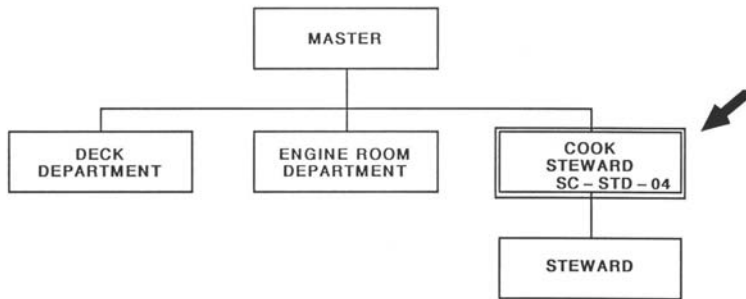 MASTER
DECK
DEPARTMENT
ENGINE ROOM
DEPARTMENT
COOK
STEWARD
SC – STD – 04
STEWARD